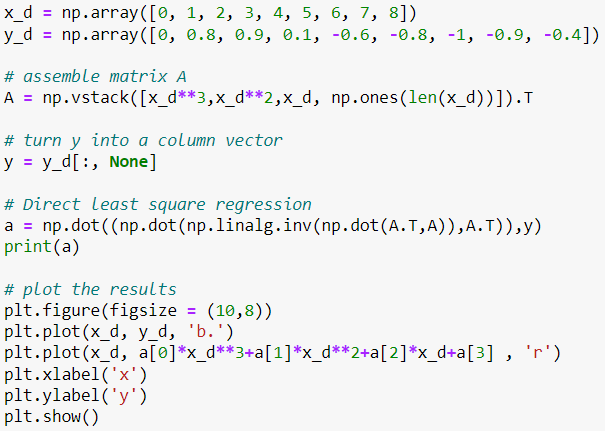 x_d = np.array([0, 1, 2, 3, 4, 5, 6, 7, 8])
y_d = np.array([0, 0.8, 0.9, 0.1, -0.6, -0.8, -1, -0.9, -0.4])
# assemble matrix A
A = np.vstack([x_d**3,x_d**2,x_d, np.ones(len(x_d))]).T
# turn y into a column vector
y = y_d[:, None]
# Direct least square regression
a = np.dot((np.dot(np.linalg.inv(np.dot(A.T,A)),A.T)),y)
print(a)
# plot the results
plt.figure(figsize = (10,8))
plt.plot(x_d, y_d, 'b.')
plt.plot(x_d, a[0]*x_d**3+a[1]*x_d**2+a[2]*x_d+a[3] , 'r')
plt.xlabel('x')
plt.ylabel('y')
plt.show()